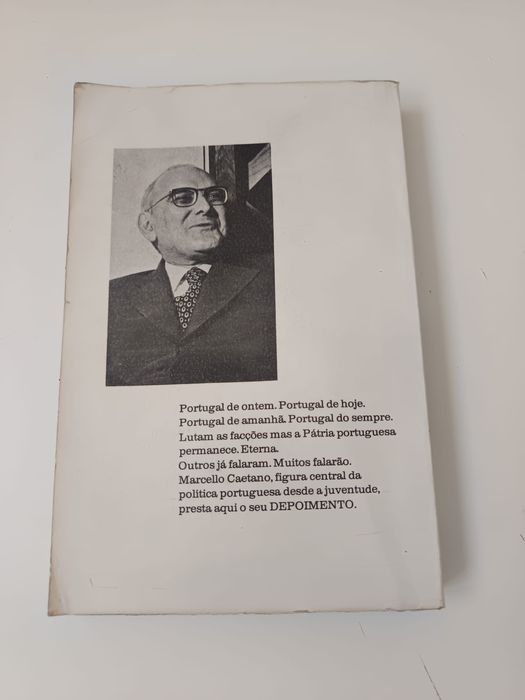 Portugal de ontem. Portugal de hoje.
Portugal de amanhã. Portugal do sempre.
Lutam as facções mas a Pátria portuguesa
permanece. Eterna.
Outros já falaram. Muitos falarão.
Marcello Caetano, figura central da
política portuguesa desde a juventude,
presta aqui o seu DEPOIMENTO.